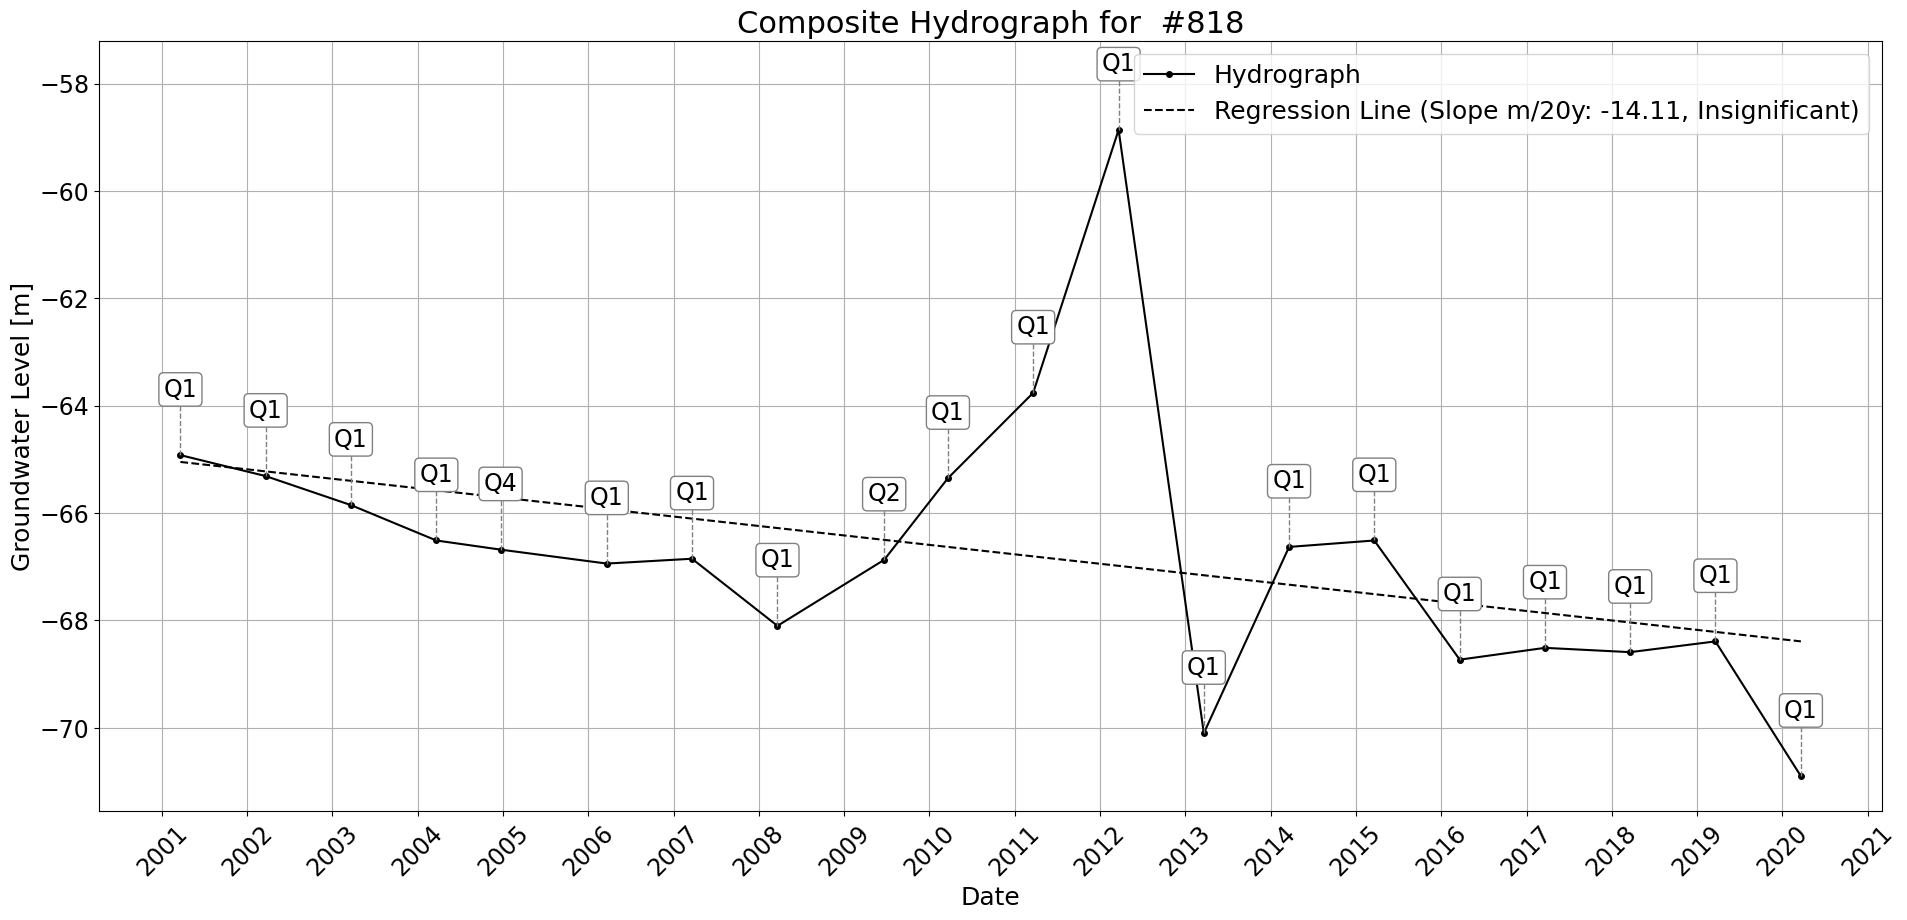 Composite Hydrograph for  #818
Hydrograph
Regression Line (Slope m/20y: -14.11, Insignificant)
Groundwater Level [m]
−58
−60
−62
−64
−66
−68
−70
Q1
Q1
Q1
Q1
Q4
Q1
Q1
Q1
Q2
Q1
Q1
Q1
Q1
Q1
Q1
Q1
Q1
Q1
Q1
Q1
2001
2002
2003
2004
2005
2006
2007
2008
2009
2010
2011
2012
2013
2014
2015
2016
2017
2018
2019
2020
2021
Date